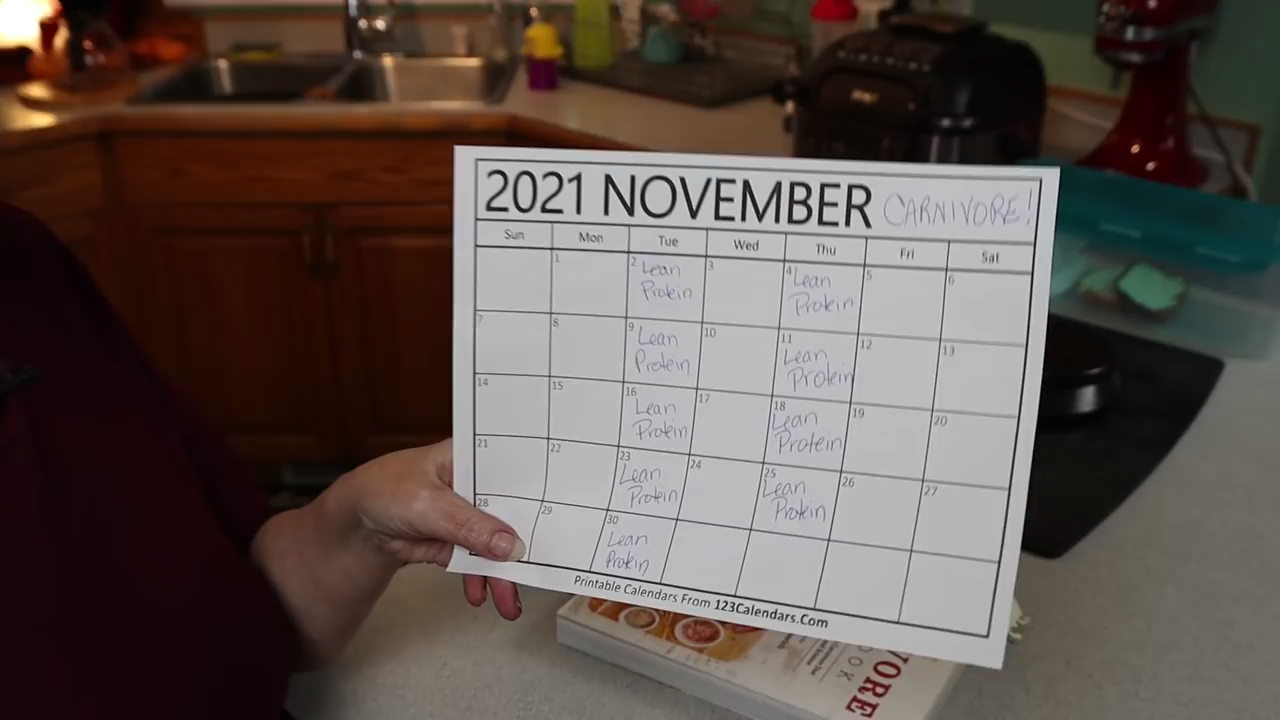 2021 NOVEMBER CARNIVORE!
Sun Mon Tue Wed Thu Fri Sat
1 2 Lean Protein 3 4 Lean Protein 5 6
7 8 9 Lean Protein 10 11 Lean Protein 12 13
14 15 16 Lean Protein 17 18 Lean Protein 19 20
21 22 23 Lean Protein 24 25 Lean Protein 26 27
28 29 30 Lean Protein
Printable Calendars From 123Calendars.Com